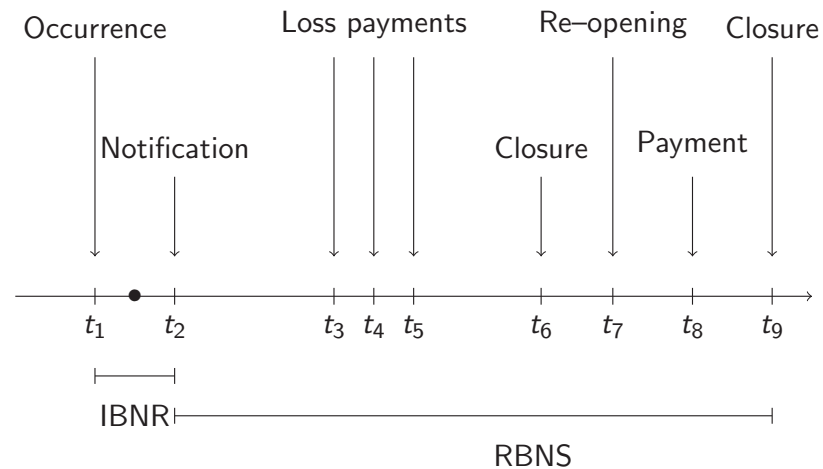 Occurrence
Loss payments
Re–opening
Closure
Notification
Closure
Payment
t1
t2
t3
t4
t5
t6
t7
t8
t9
IBNR
RBNS